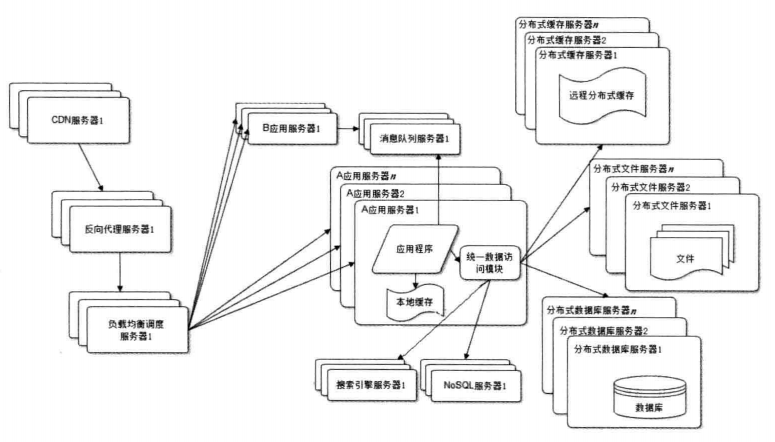 分布式缓存服务器n
分布式缓存服务器2
分布式缓存服务器1
远程分布式缓存
CDN服务器1
B应用服务器1
消息队列服务器1
A应用服务器n
A应用服务器2
A应用服务器1
应用程序
统一数据访
问模块
本地缓存
分布式文件服务器n
分布式文件服务器2
分布式文件服务器1
文件
反向代理服务器1
负载均衡调度
服务器1
分布式数据库服务器n
分布式数据库服务器2
分布式数据库服务器1
数据库
搜索引擎服务器1
NoSQL服务器1